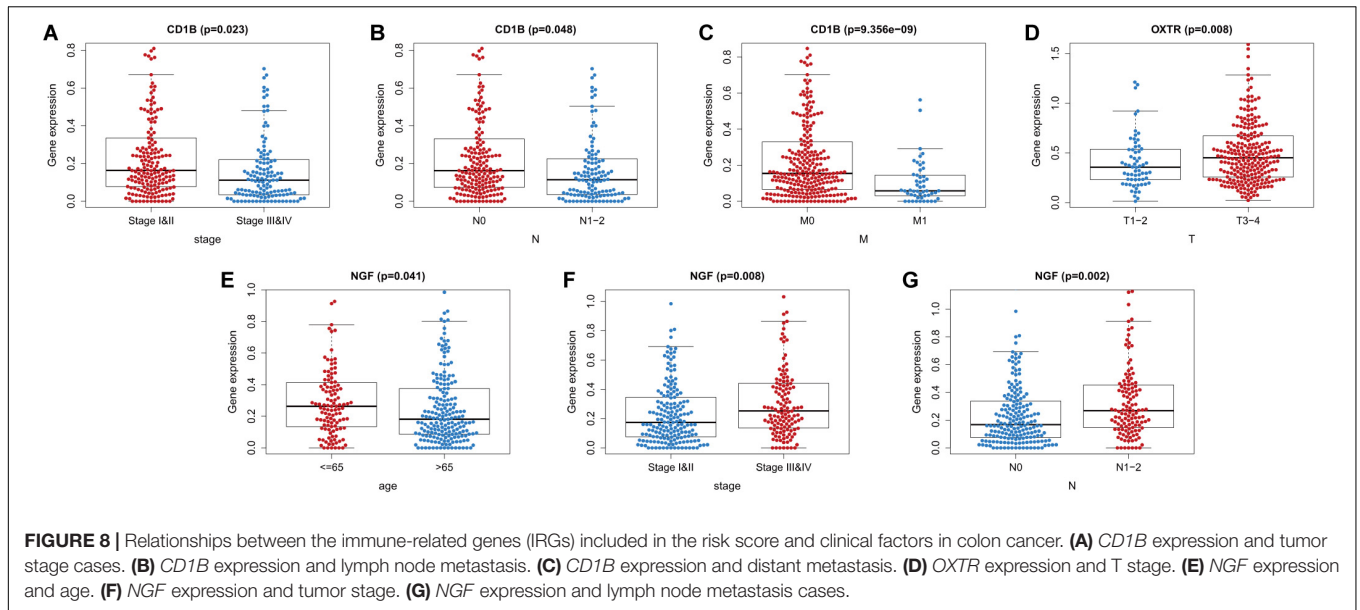 A
CD1B (p=0.023)
Gene expression
0.8
0.6
0.4
0.2
0.0
Stage I&II Stage III&IV
stage
B
CD1B (p=0.048)
Gene expression
0.8
0.6
0.4
0.2
0.0
N0 N1−2
N
C
CD1B (p=9.356e−09)
Gene expression
0.8
0.6
0.4
0.2
0.0
M0 M1
M
D
OXTR (p=0.008)
Gene expression
1.5
1.0
0.5
0.0
T1−2 T3−4
T
E
NGF (p=0.041)
Gene expression
1.0
0.8
0.6
0.4
0.2
0.0
<=65 >65
age
F
NGF (p=0.008)
Gene expression
1.0
0.8
0.6
0.4
0.2
0.0
Stage I&II Stage III&IV
stage
G
NGF (p=0.002)
Gene expression
1.0
0.8
0.6
0.4
0.2
0.0
N0 N1−2
N
FIGURE 8 | Relationships between the immune-related genes (IRGs) included in the risk score and clinical factors in colon cancer. (A) CD1B expression and tumor
stage cases. (B) CD1B expression and lymph node metastasis. (C) CD1B expression and distant metastasis. (D) OXTR expression and T stage. (E) NGF expression
and age. (F) NGF expression and tumor stage. (G) NGF expression and lymph node metastasis cases.